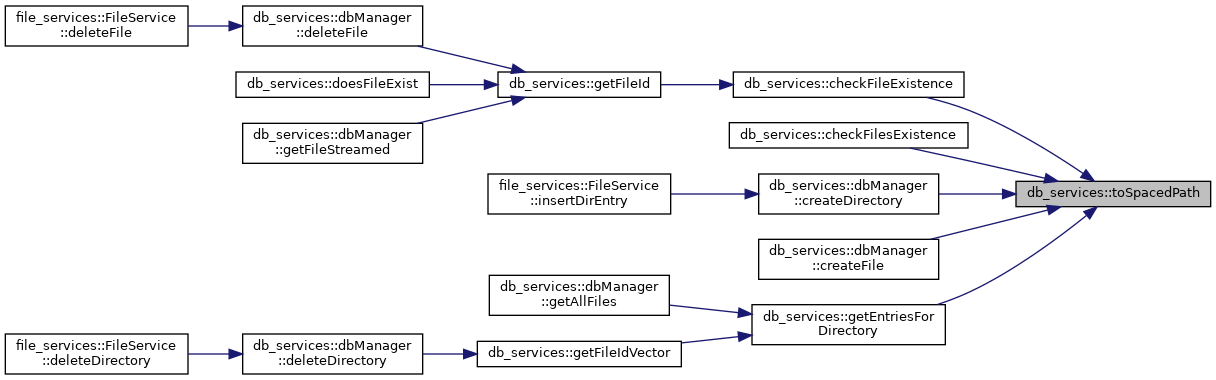 file_services::FileService
::deleteFile
db_services::dbManager
::deleteFile
db_services::doesFileExist
db_services::getFileId
db_services::checkFileExistence
db_services::dbManager
::getFileStreamed
db_services::checkFilesExistence
file_services::FileService
::insertDirEntry
db_services::dbManager
::createDirectory
db_services::toSpacedPath
db_services::dbManager
::createFile
db_services::dbManager
::getAllFiles
db_services::getEntriesFor
Directory
file_services::FileService
::deleteDirectory
db_services::dbManager
::deleteDirectory
db_services::getFileIdVector